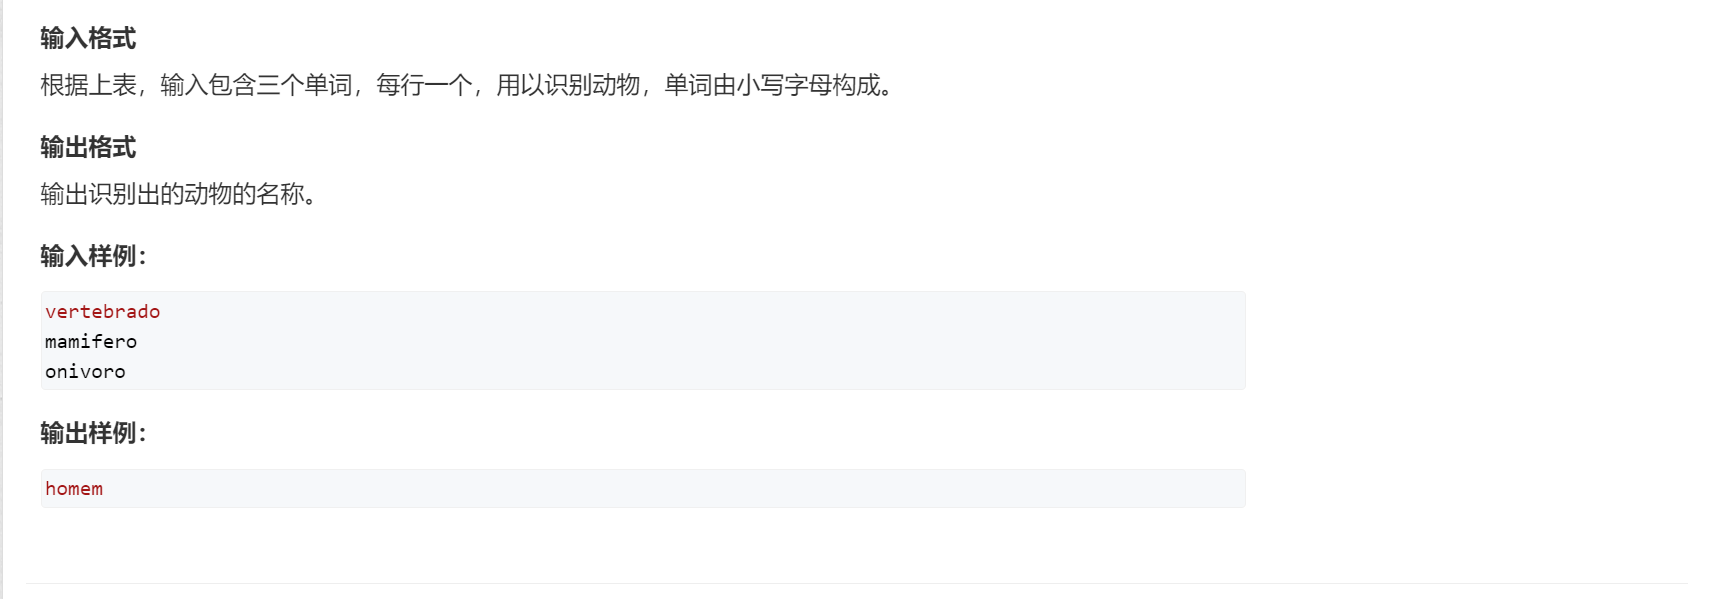 输入格式
根据上表，输入包含三个单词，每行一个，用以识别动物，单词由小写字母构成。
输出格式
输出识别出的动物的名称。
输入样例：
vertebrado
mamifero
onivoro
输出样例：
homem